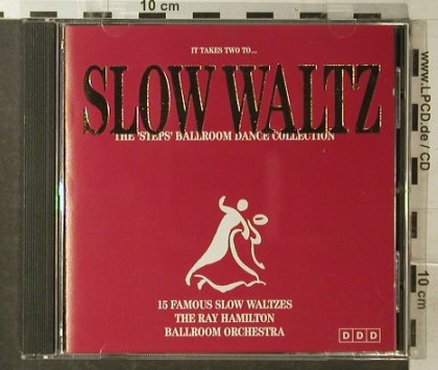 10 cm
IT TAKES TWO TO...
SLOW WALTZ
THE 'STEPS' BALLROOM DANCE COLLECTION
15 FAMOUS SLOW WALTZES
THE RAY HAMILTON
BALLROOM ORCHESTRA
DDD
www.LPCD.de / CD
10 cm